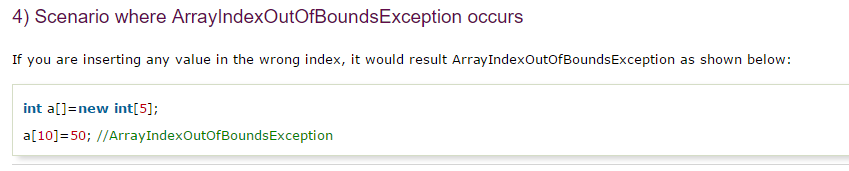 4) Scenario where ArrayIndexOutOfBoundsException occurs
If you are inserting any value in the wrong index, it would result ArrayIndexOutOfBoundsException as shown below:
int a[]=new int[5];
a[10]=50; //ArrayIndexOutOfBoundsException